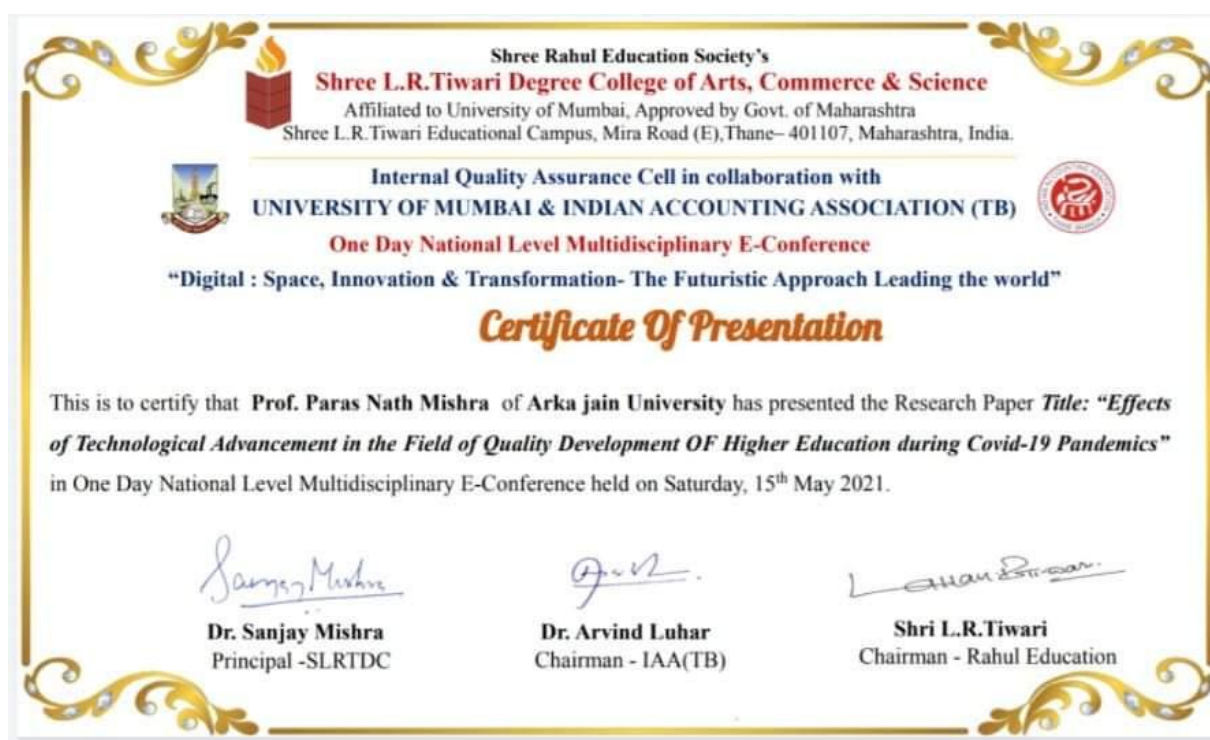 Shree Rahul Education Society's
Shree L.R.Tiwari Degree College of Arts, Commerce & Science
Affiliated to University of Mumbai, Approved by Govt. of Maharashtra
Shree L.R.Tiwari Educational Campus, Mira Road (E),Thane– 401107, Maharashtra, India.
Internal Quality Assurance Cell in collaboration with
UNIVERSITY OF MUMBAI & INDIAN ACCOUNTING ASSOCIATION (TB)
One Day National Level Multidisciplinary E-Conference
“Digital : Space, Innovation & Transformation- The Futuristic Approach Leading the world”
Certificate Of Presentation
This is to certify that Prof. Paras Nath Mishra of Arka jain University has presented the Research Paper Title: “Effects
of Technological Advancement in the Field of Quality Development OF Higher Education during Covid-19 Pandemics”
in One Day National Level Multidisciplinary E-Conference held on Saturday, 15th May 2021.
Sanjay Mishra
Dr. Sanjay Mishra Dr. Arvind Luhar Shri L.R.Tiwari
Principal -SLRTDC Chairman - IAA(TB) Chairman - Rahul Education